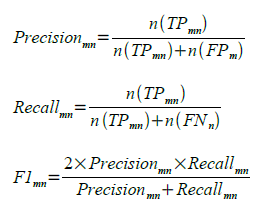 Precision_mn = n(TP_mn) / n(TP_mn)+n(FP_m)
Recall_mn = n(TP_mn) / n(TP_mn)+n(FN_n)
F1_mn = 2×Precision_mn×Recall_mn / Precision_mn+Recall_mn